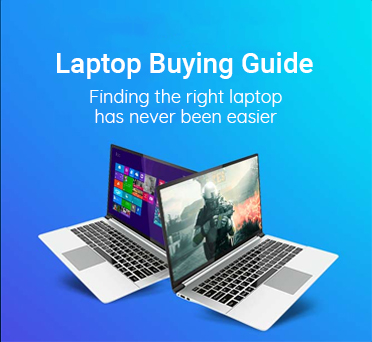 Laptop Buying Guide
Finding the right laptop
has never been easier